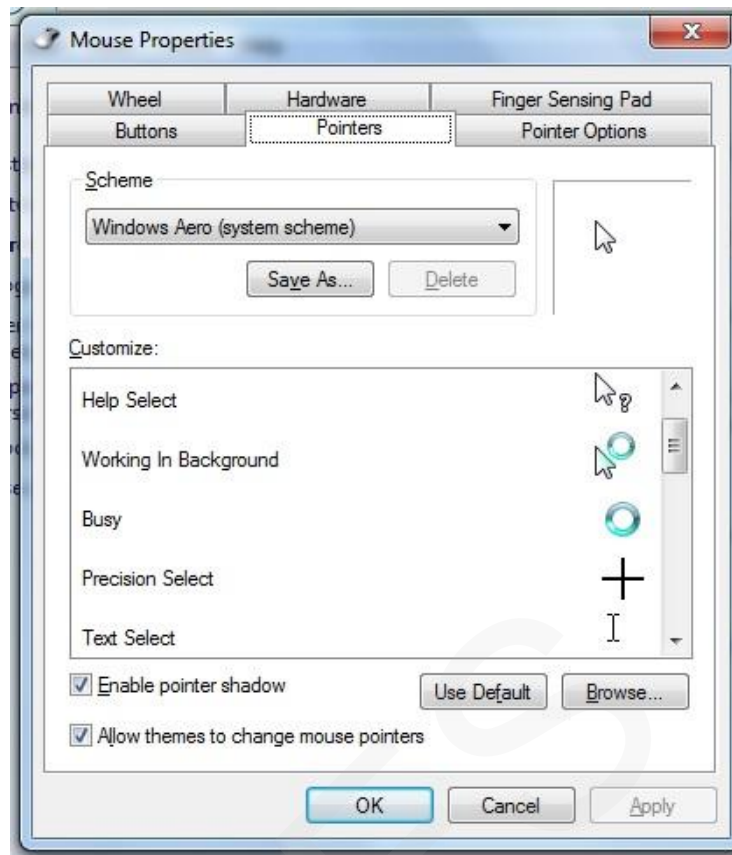 Mouse Properties
Wheel Hardware Finger Sensing Pad
Buttons Pointers Pointer Options
Scheme
Windows Aero (system scheme)
Save As... Delete
Customize:
Help Select
Working In Background
Busy
Precision Select
Text Select
Enable pointer shadow
Use Default Browse...
Allow themes to change mouse pointers
OK Cancel Apply